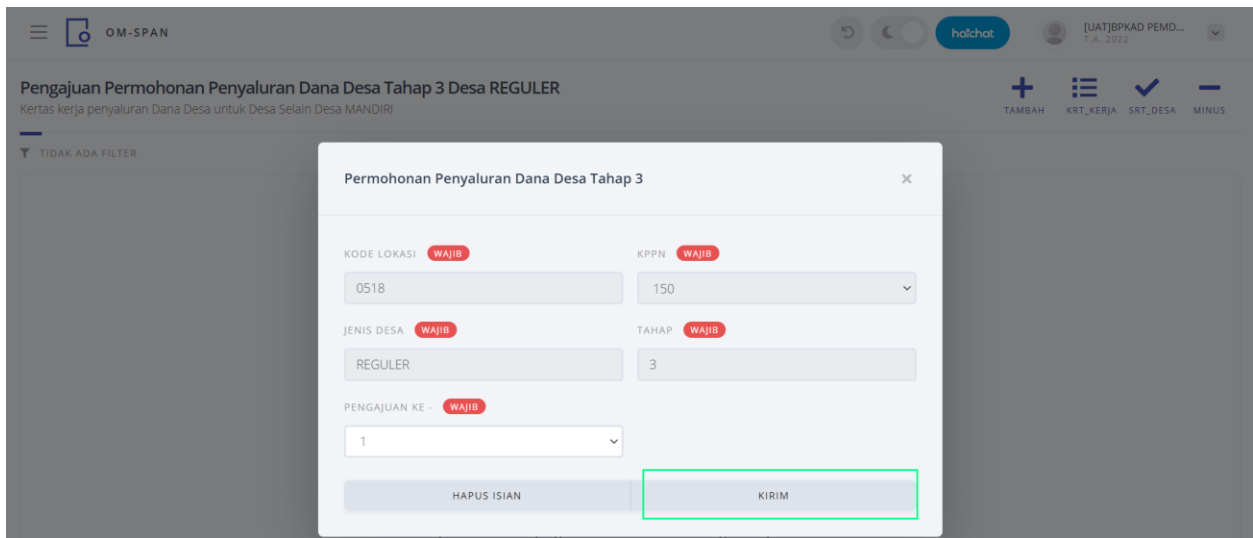 OM-SPAN
haIchat
[UAT]BPKAD PEMD...
T.A. 2022
Pengajuan Permohonan Penyaluran Dana Desa Tahap 3 Desa REGULER
Kertas kerja penyaluran Dana Desa untuk Desa Selain Desa MANDIRI
TAMBAH KRT_KERJA SRT_DESA MINUS
TIDAK ADA FILTER
Permohonan Penyaluran Dana Desa Tahap 3
KODE LOKASI WAJIB KPPN WAJIB
0518 150
JENIS DESA WAJIB TAHAP WAJIB
REGULER 3
PENGAJUAN KE - WAJIB
1
HAPUS ISIAN KIRIM